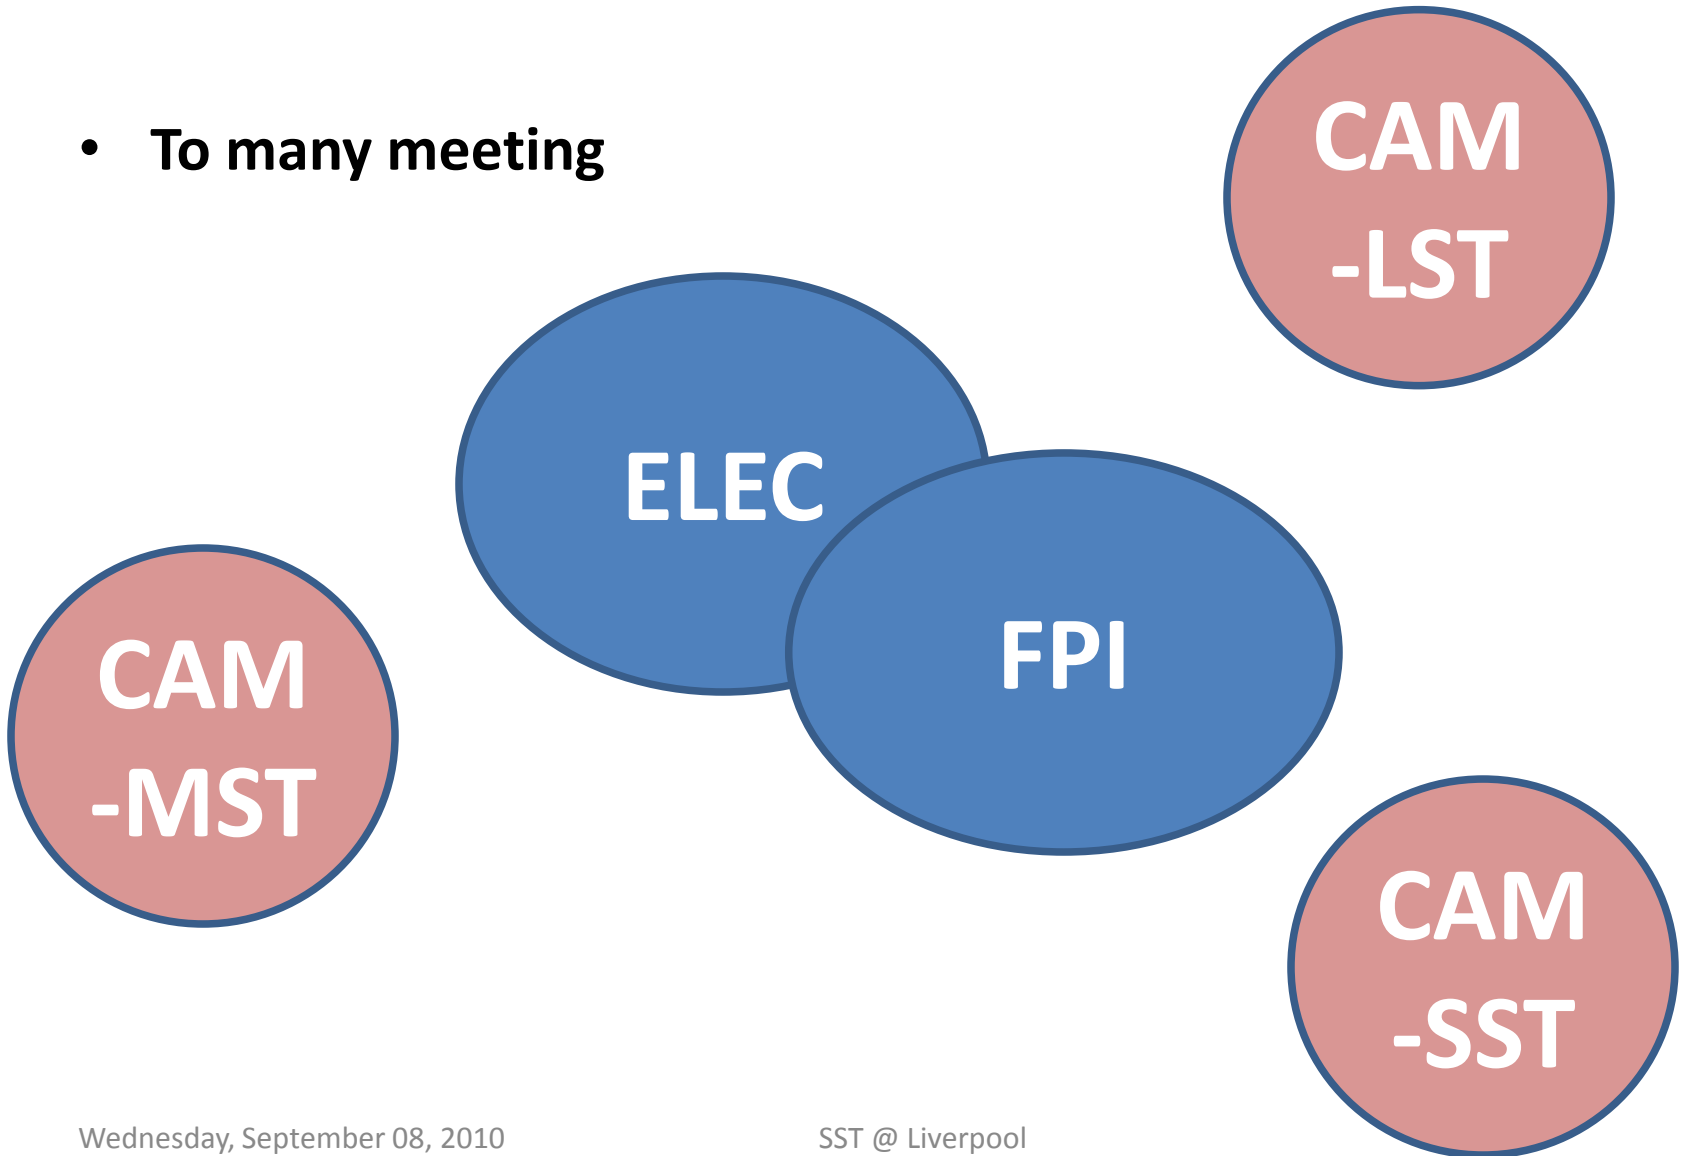 • To many meeting
CAM
-LST
ELEC
FPI
CAM
-MST
CAM
-SST
Wednesday, September 08, 2010
SST @ Liverpool